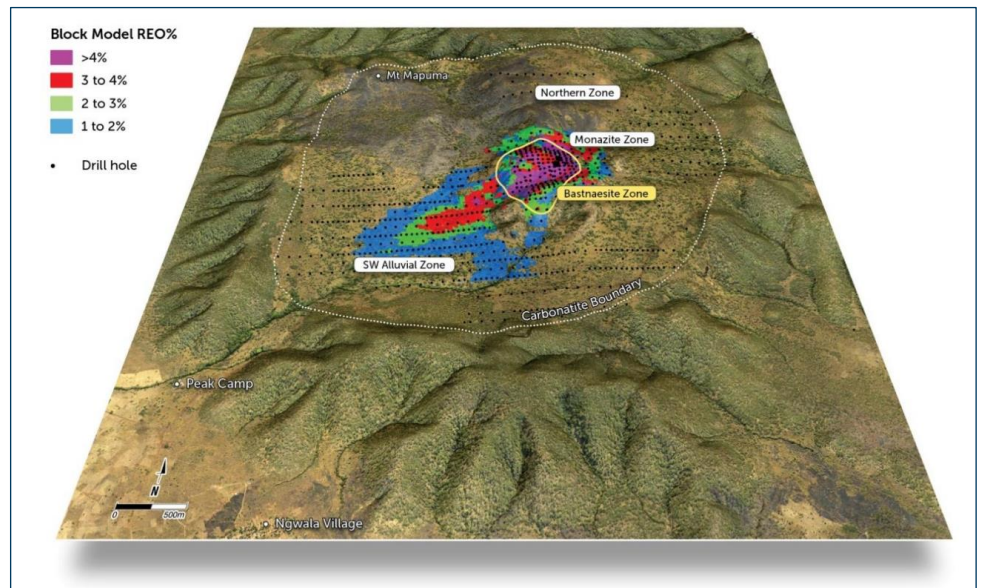 Block Model REO%
>4%
3 to 4%
2 to 3%
1 to 2%
Drill hole
Mt Mapuma
Northern Zone
Monazite Zone
Bastnaesite Zone
SW Alluvial Zone
Carbonatite Boundary
Peak Camp
N
0 500m
Ngwala Village